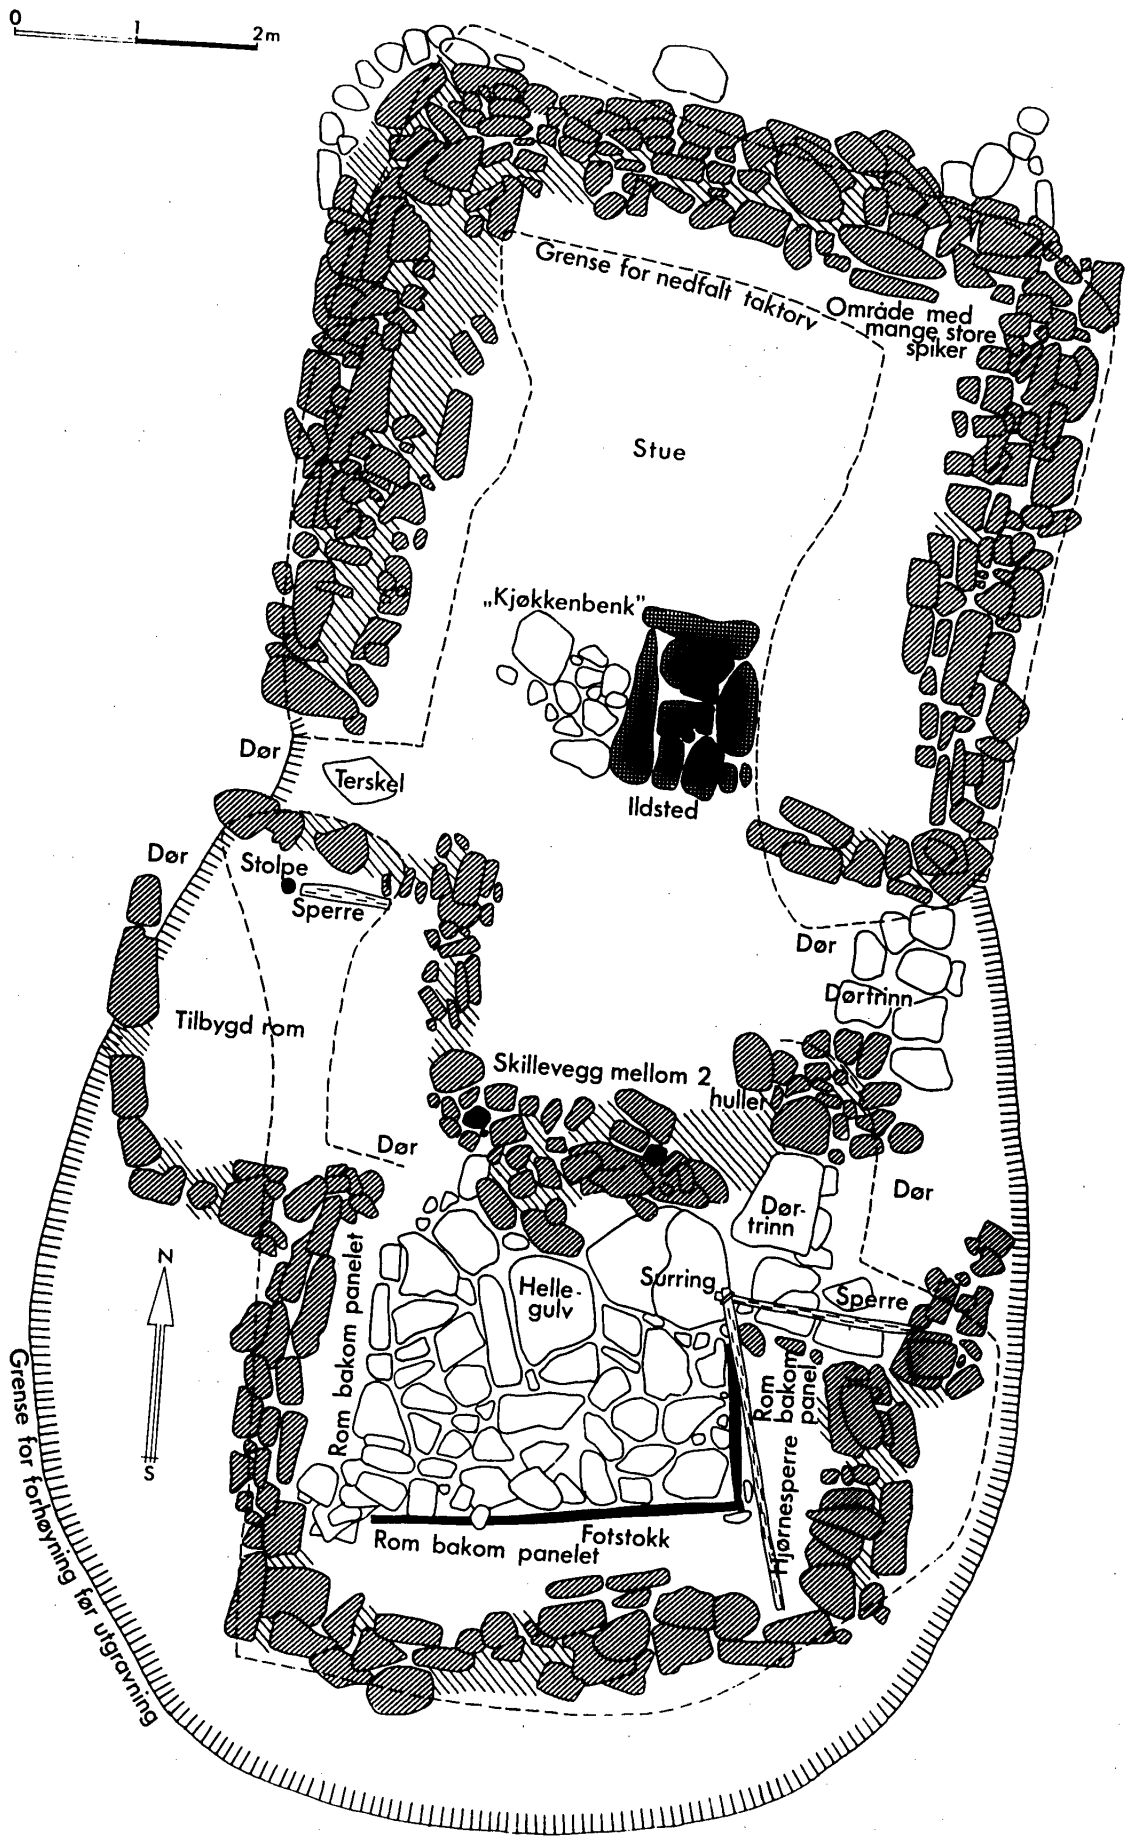 0 1 2m
Grense for nedfalt taktorv
Område med
mange store
spiker
Stue
„Kjøkkenbenk"
Dør
Terskel
Ildsted
Dør
Stolpe
Sperre
Dør
Dørtrinn
Tilbygd rom
Skillevegg mellom 2
huller
Dør
Dør
Dør-
trinn
N
S
Surring
Helle-
gulv
Sperre
Rom bakom panelet
Rom
bakom
panel
Hjørnesperre
Fotstokk
Rom bakom panelet
Grense for forhøyning før utgravning